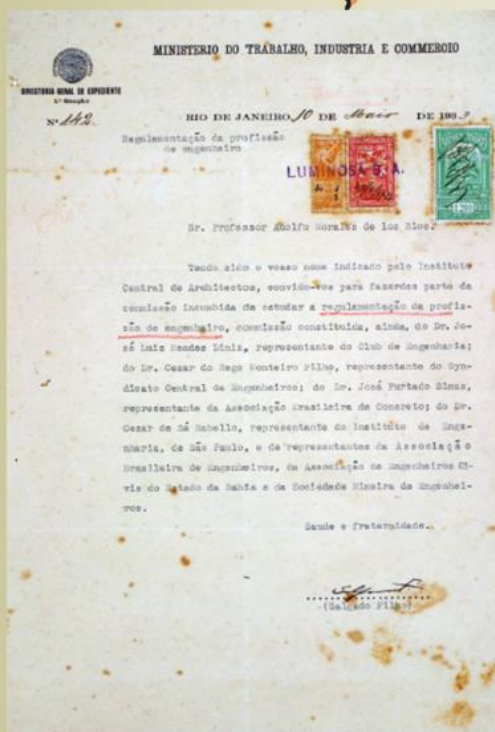 MINISTERIO DO TRABALHO, INDUSTRIA E COMMERCIO
DIRECTORIA GERAL DE EXPEDIENTE
1ª Secção
Nº 142.
RIO DE JANEIRO, 10 DE Maio DE 193
Regulamentação da profissão
de engenheiro
LUMINOSA S. A.
Sr. Professor Adolfo Morales de los Rios.
Tendo sido o vosso nome indicado pelo Instituto
Central de Architectos, convido-vos para fazerdes parte da
commissão incumbida de estudar a regulamentação da profis-
são de engenheiro, commissão constituida, ainda, do Dr. Jo-
sé Luiz Mendes Diniz, representante do Club de Engenharia;
do Dr. Cezar do Rego Monteiro Filho, representante do Syn-
dicato Central de Engenheiros; do Dr. José Furtado Simas,
representante da Associação Brasileira de Concreto; do Dr.
Cezar de Sá Rabello, representante do Instituto de Enge-
nharia, de São Paulo, e de representantes da Associação
Brasileira de Engenheiros, da Associação de Engenheiros Ci-
vis do Estado da Bahia e da Sociedade Mineira de Engenhei-
ros.
Saude e fraternidade.
(Salgado Filho)